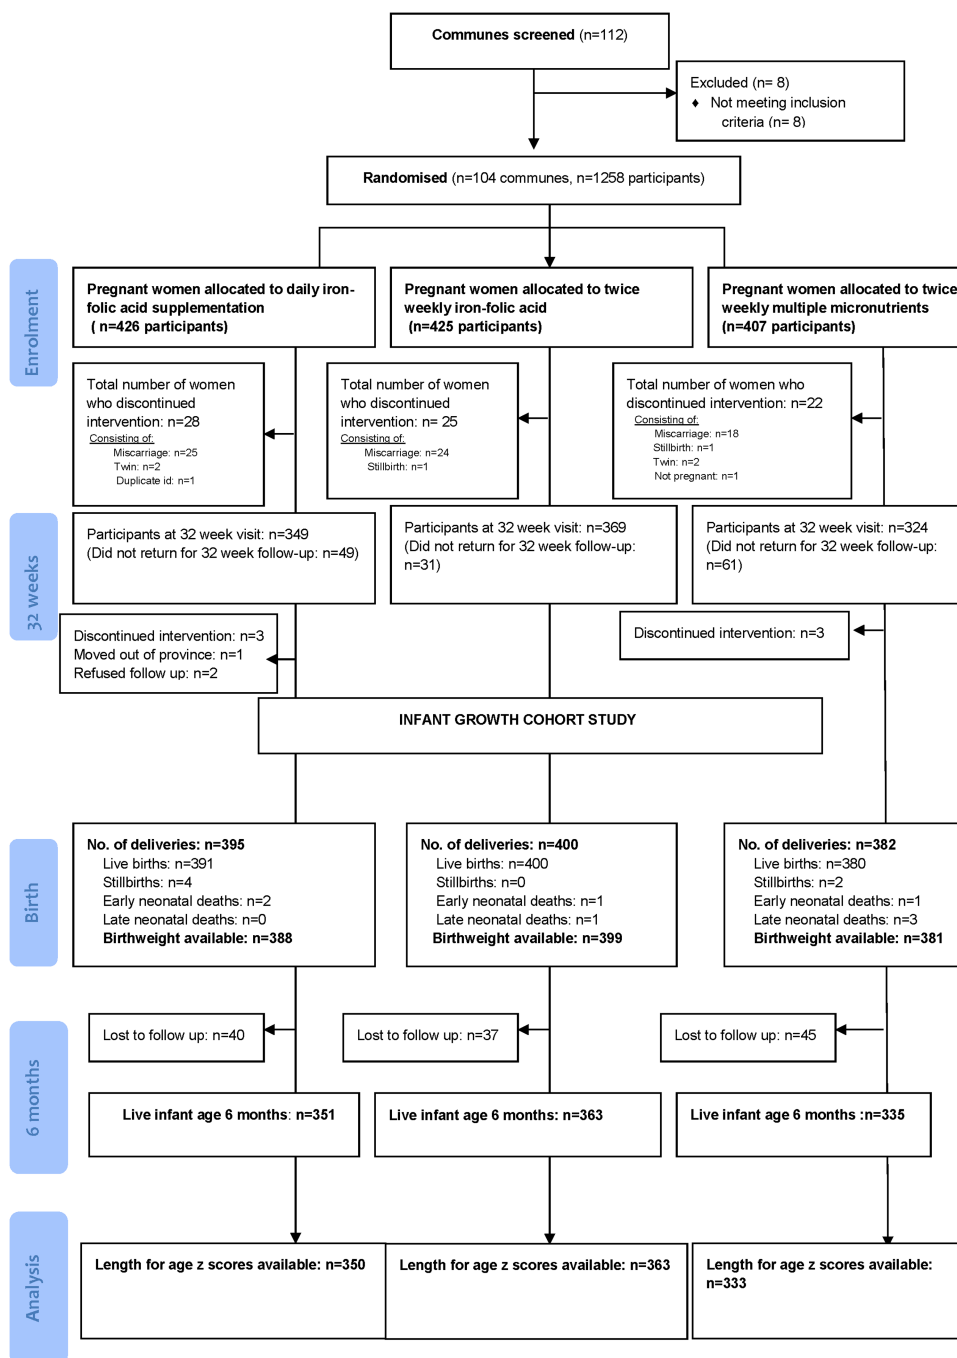 Communes screened (n=112)
Excluded (n= 8)
♦ Not meeting inclusion
criteria (n= 8)
Randomised (n=104 communes, n=1258 participants)
Enrolment
Pregnant women allocated to daily iron-
folic acid supplementation
( n=426 participants)
Pregnant women allocated to twice
weekly iron-folic acid
(n=425 participants)
Pregnant women allocated to twice
weekly multiple micronutrients
(n=407 participants)
Total number of women
who discontinued
intervention: n=28
Consisting of:
Miscarriage: n=25
Twin: n=2
Duplicate id: n=1
Total number of women
who discontinued
intervention: n= 25
Consisting of:
Miscarriage: n=24
Stillbirth: n=1
Total number of women who
discontinued intervention: n=22
Consisting of:
Miscarriage: n=18
Stillbirth: n=1
Twin: n=2
Not pregnant: n=1
32 weeks
Participants at 32 week visit: n=349
(Did not return for 32 week follow-up: n=49)
Participants at 32 week visit: n=369
(Did not return for 32 week follow-up:
n=31)
Participants at 32 week visit: n=324
(Did not return for 32 week follow-up:
n=61)
Discontinued intervention: n=3
Moved out of province: n=1
Refused follow up: n=2
Discontinued intervention: n=3
INFANT GROWTH COHORT STUDY
Birth
No. of deliveries: n=395
Live births: n=391
Stillbirths: n=4
Early neonatal deaths: n=2
Late neonatal deaths: n=0
Birthweight available: n=388
No. of deliveries: n=400
Live births: n=400
Stillbirths: n=0
Early neonatal deaths: n=1
Late neonatal deaths: n=1
Birthweight available: n=399
No. of deliveries: n=382
Live births: n=380
Stillbirths: n=2
Early neonatal deaths: n=1
Late neonatal deaths: n=3
Birthweight available: n=381
6 months
Lost to follow up: n=40
Lost to follow up: n=37
Lost to follow up: n=45
Live infant age 6 months: n=351
Live infant age 6 months: n=363
Live infant age 6 months :n=335
Analysis
Length for age z scores available: n=350
Length for age z scores available: n=363
Length for age z scores available:
n=333